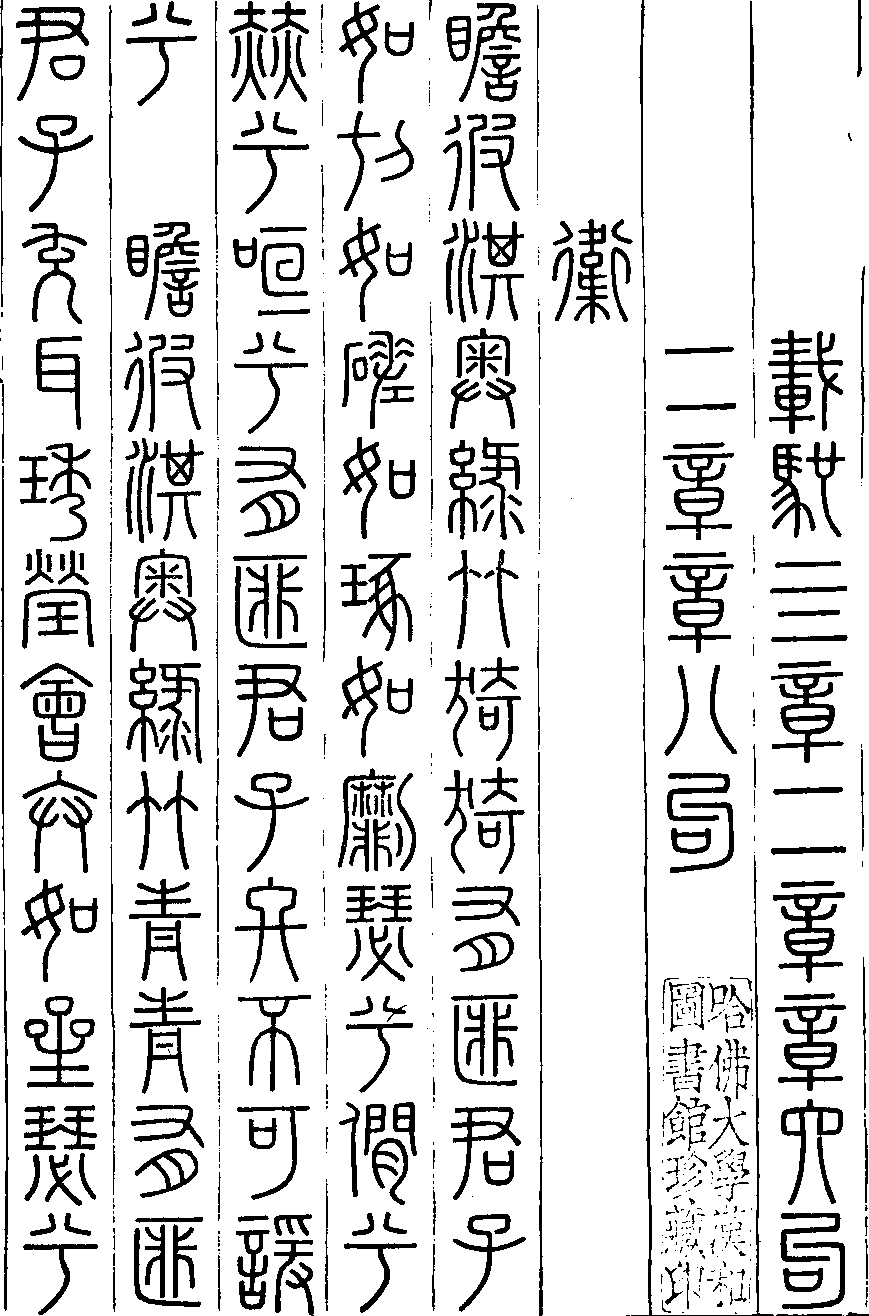 載馳亖章二章章六句
二章章八句
哈佛大學漢和
圖書館珍藏印
衞
瞻彼淇奧綠竹猗猗有匪君子
如切如磋如琢如磨瑟兮僩兮
赫兮咺兮有匪君子終不可諼
兮　瞻彼淇奧綠竹青青有匪
君子充耳琇瑩會弁如星瑟兮